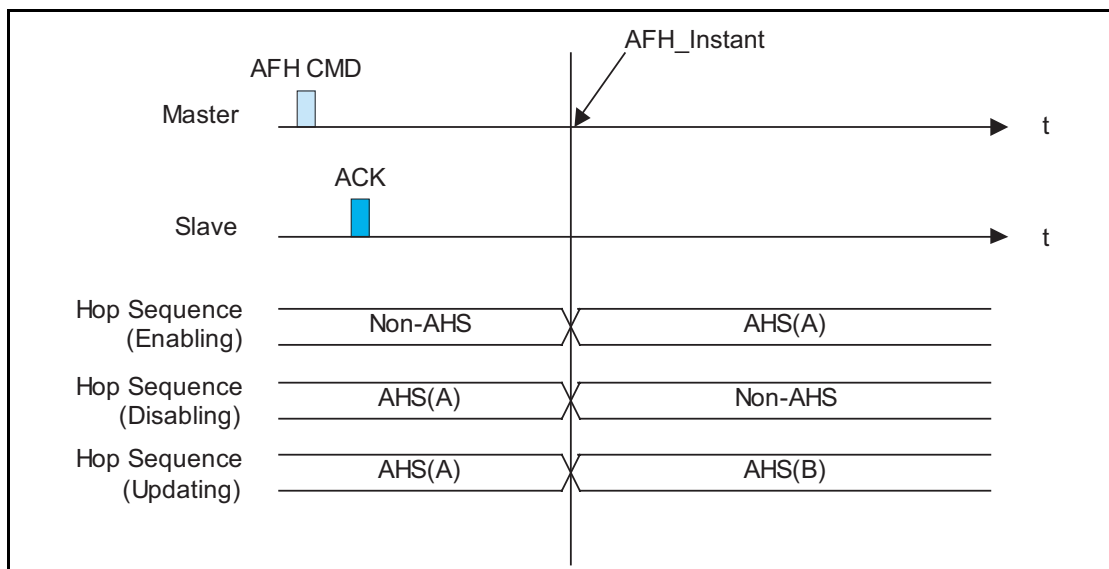 AFH_Instant
AFH CMD
Master
t
ACK
Slave
t
Hop Sequence
(Enabling)
Non-AHS
AHS(A)
Hop Sequence
(Disabling)
AHS(A)
Non-AHS
Hop Sequence
(Updating)
AHS(A)
AHS(B)